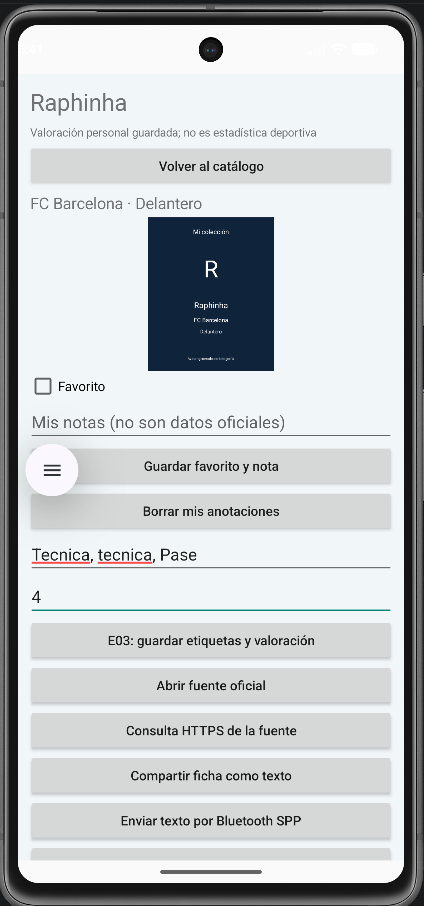 Raphinha
Valoración personal guardada; no es estadística deportiva
Volver al catálogo
FC Barcelona · Delantero
Mi colección
R
Raphinha
FC Barcelona
Delantero
Favorito
Mis notas (no son datos oficiales)
Guardar favorito y nota
Borrar mis anotaciones
Tecnica, tecnica, Pase
4
E03: guardar etiquetas y valoración
Abrir fuente oficial
Consulta HTTPS de la fuente
Compartir ficha como texto
Enviar texto por Bluetooth SPP